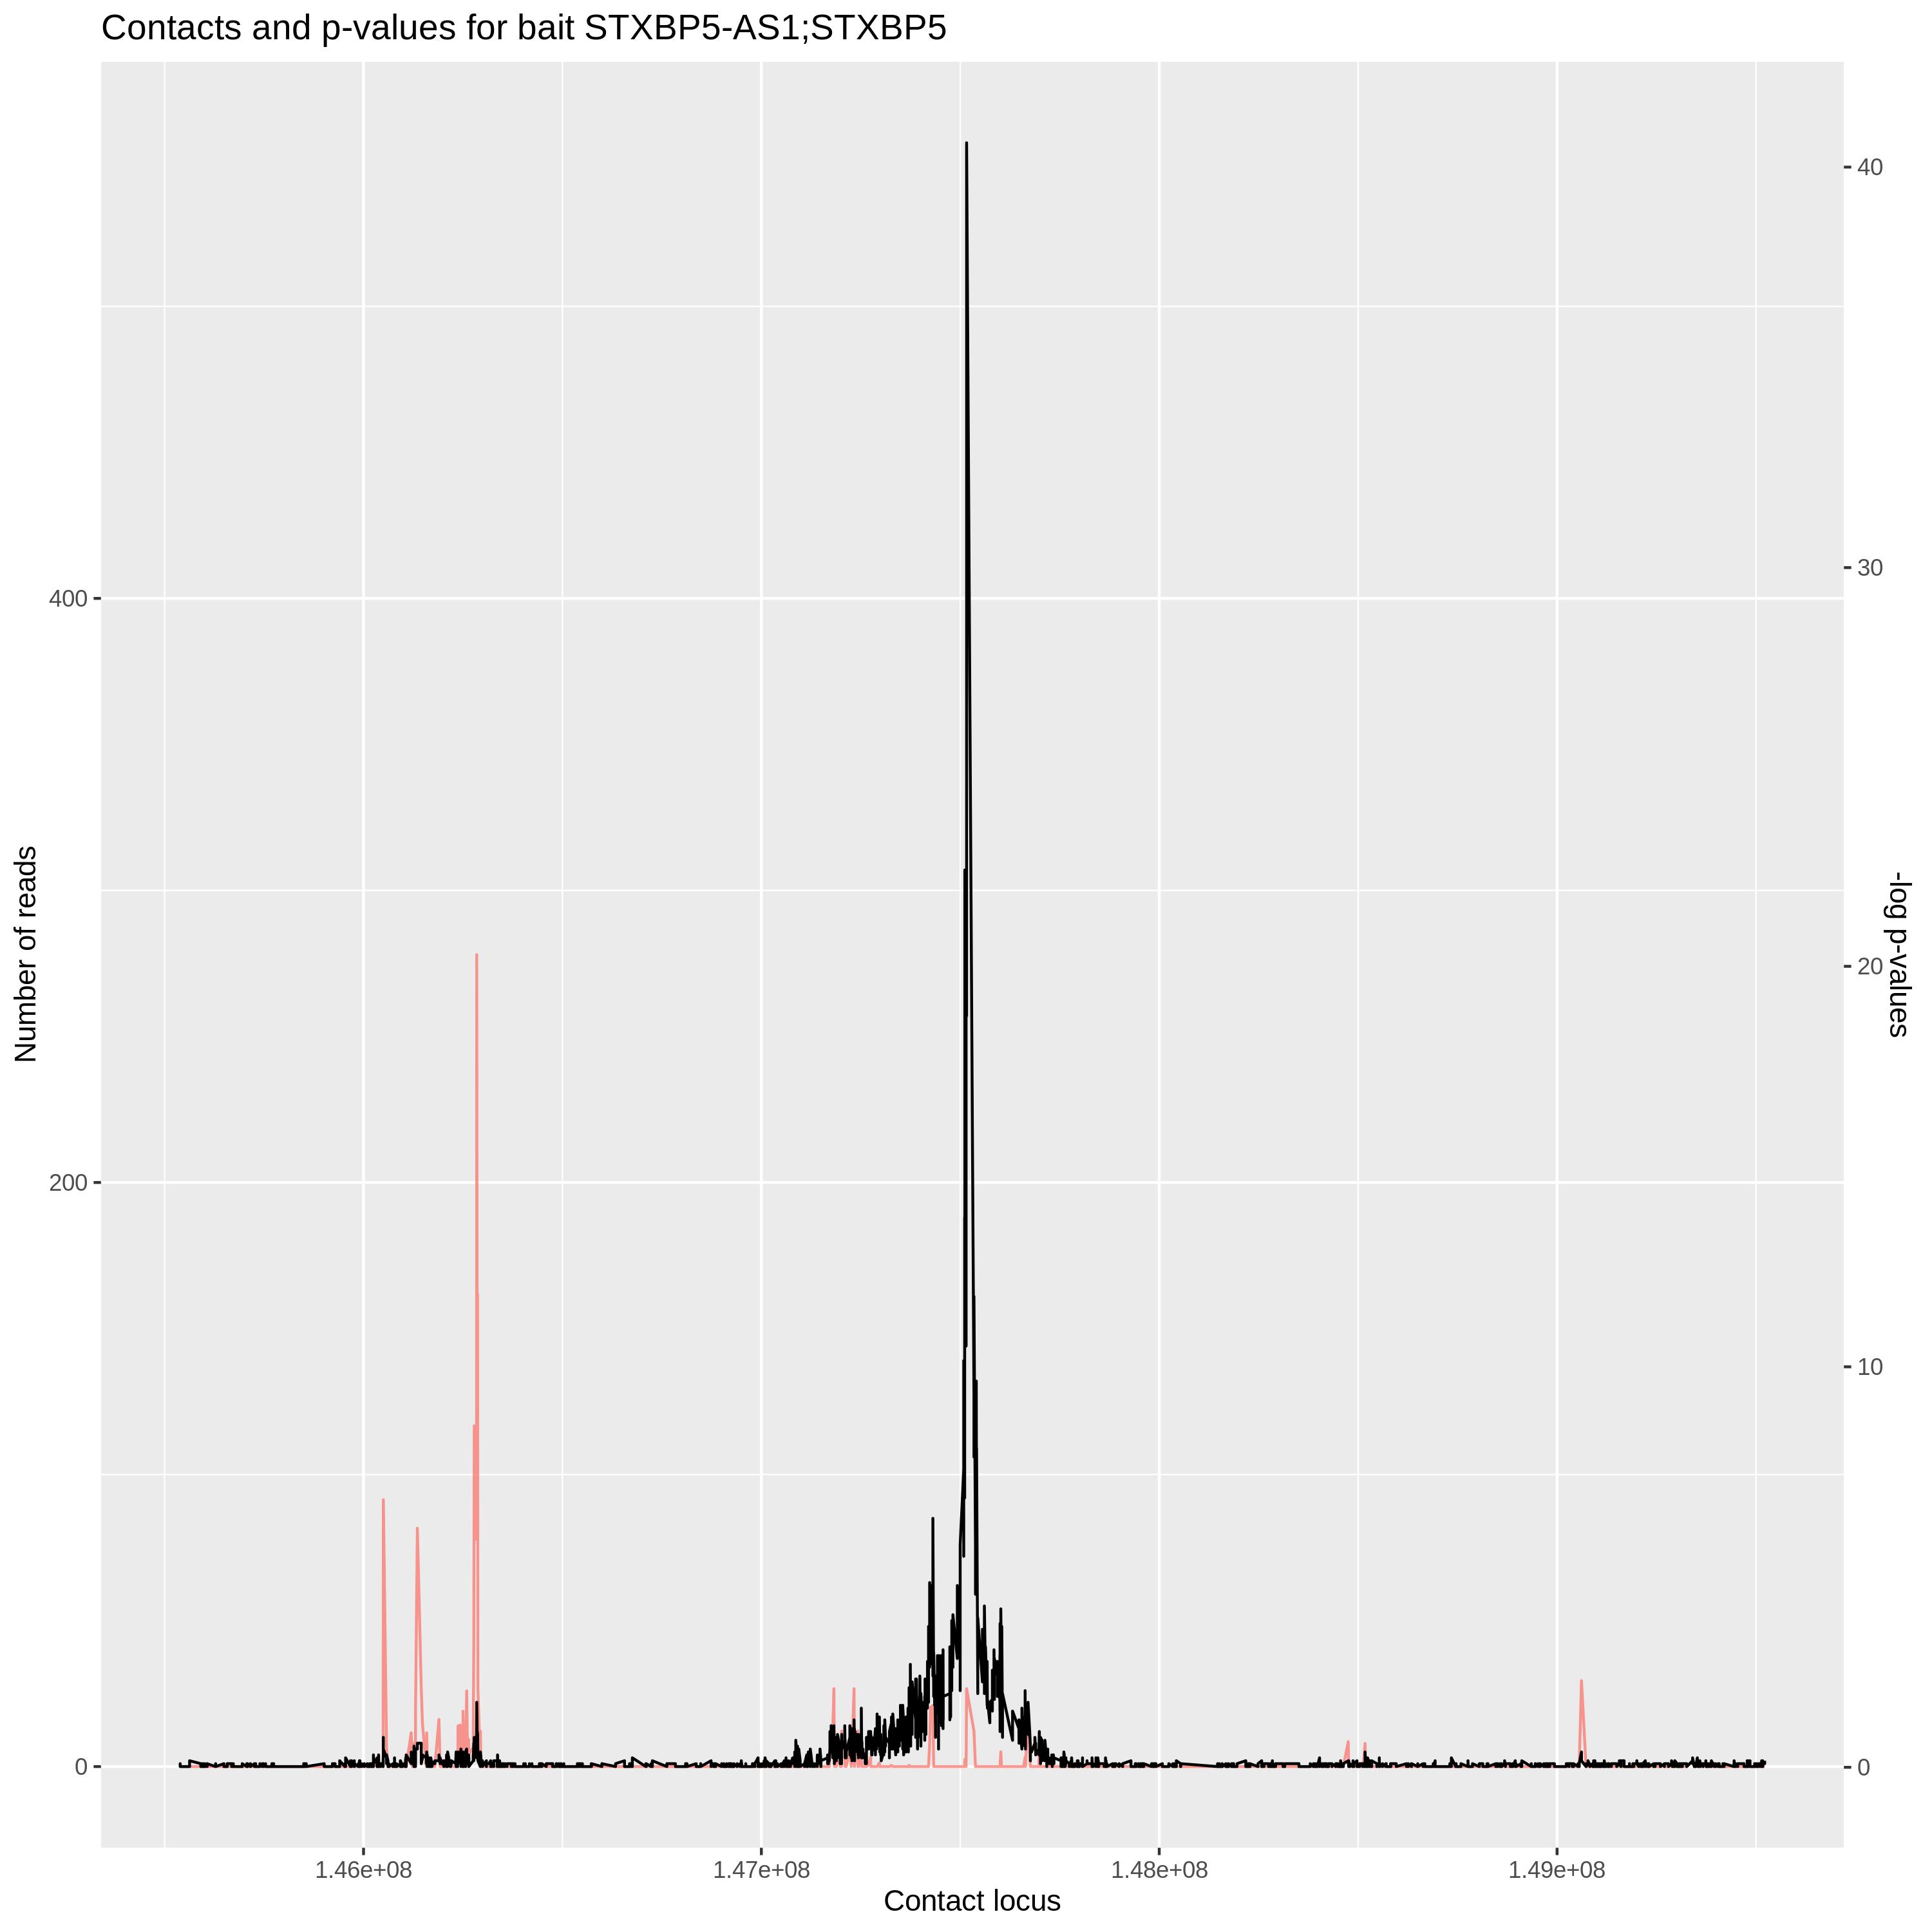 Contacts and p-values for bait STXBP5-AS1;STXBP5
Number of reads
400
200
0
40
30
20
10
0
-log p-values
1.46e+08 1.47e+08 1.48e+08 1.49e+08
Contact locus